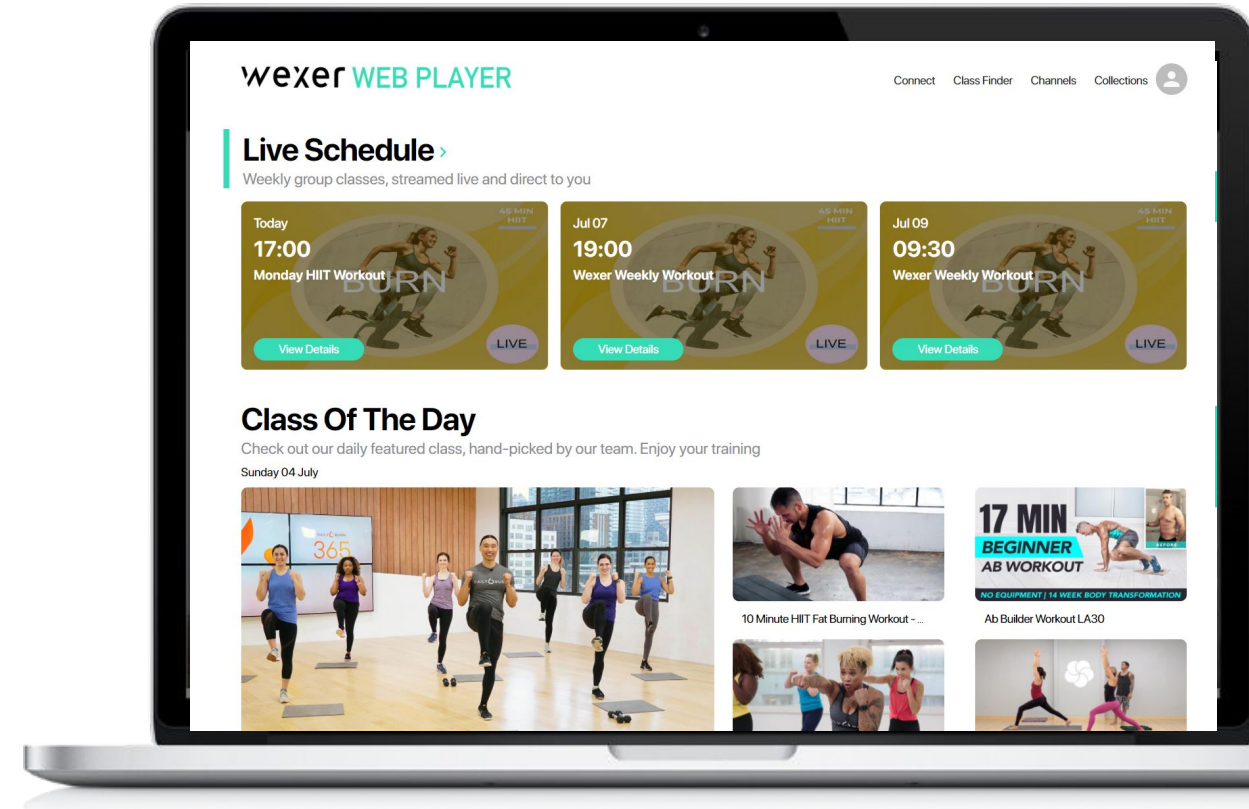 wexer WEB PLAYER
Connect Class Finder Channels Collections
Live Schedule ›
Weekly group classes, streamed live and direct to you
Today
17:00
Monday HIIT Workout
45 MIN
HIIT
BURN
View Details
LIVE
Jul 07
19:00
Wexer Weekly Workout
45 MIN
HIIT
BURN
View Details
LIVE
Jul 09
09:30
Wexer Weekly Workout
45 MIN
HIIT
BURN
View Details
LIVE
Class Of The Day
Check out our daily featured class, hand-picked by our team. Enjoy your training
Sunday 04 July
DAILY BURN
365
DAILY BURN
17 MIN
BEGINNER
AB WORKOUT
BEFORE
NO EQUIPMENT | 14 WEEK BODY TRANSFORMATION
10 Minute HIIT Fat Burning Workout - ...
Ab Builder Workout LA30